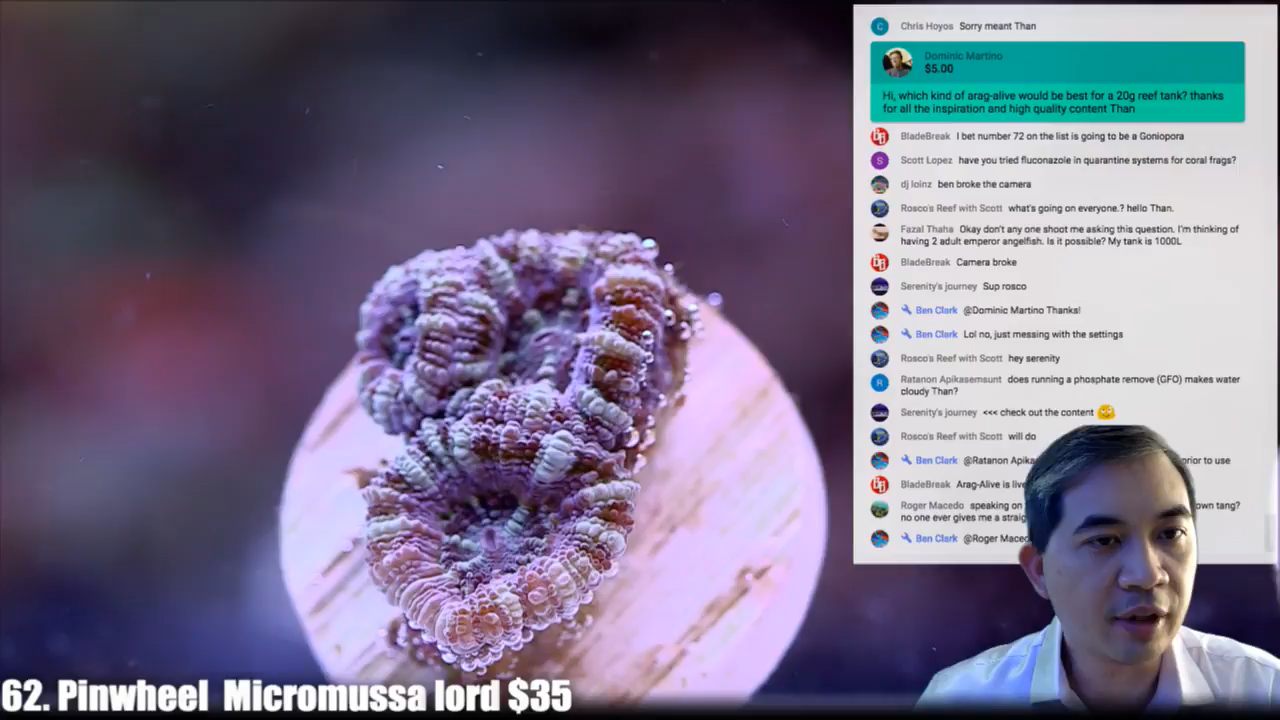 C Chris Hoyos Sorry meant Than
Dominic Martino
$5.00
Hi, which kind of arag-alive would be best for a 20g reef tank? thanks
for all the inspiration and high quality content Than
BladeBreak I bet number 72 on the list is going to be a Goniopora
S Scott Lopez have you tried fluconazole in quarantine systems for coral frags?
dj loinz ben broke the camera
Rosco's Reef with Scott what's going on everyone.? hello Than.
Fazal Thaha Okay don't any one shoot me asking this question. I'm thinking of
having 2 adult emperor angelfish. Is it possible? My tank is 1000L
BladeBreak Camera broke
Serenity's journey Sup rosco
Ben Clark @Dominic Martino Thanks!
Ben Clark Lol no, just messing with the settings
Rosco's Reef with Scott hey serenity
R Ratanon Apikasemsunt does running a phosphate remove (GFO) makes water
cloudy Than?
Serenity's journey <<< check out the content
Rosco's Reef with Scott will do
Ben Clark @Ratanon Apika prior to use
BladeBreak Arag-Alive is live
Roger Macedo speaking on own tang?
no one ever gives me a straig
Ben Clark @Roger Maced
62. Pinwheel Micromussa lord $35